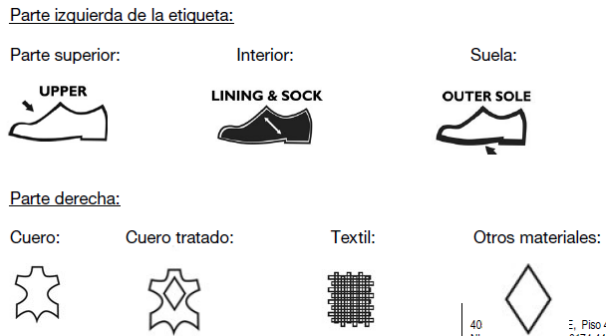 Parte izquierda de la etiqueta:
Parte superior: Interior: Suela:
UPPER LINING & SOCK OUTER SOLE
Parte derecha:
Cuero: Cuero tratado: Textil: Otros materiales:
40 E, Piso 4